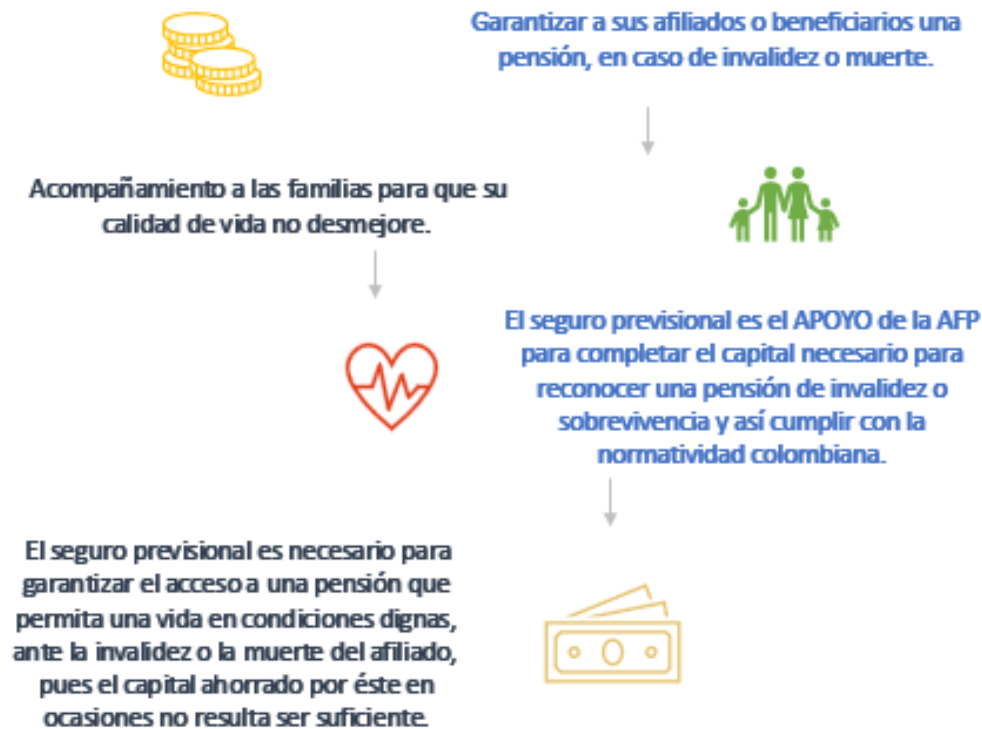 Garantizar a sus afiliados o beneficiarios una
pensión, en caso de invalidez o muerte.
Acompañamiento a las familias para que su
calidad de vida no desmejore.
El seguro previsional es el APOYO de la AFP
para completar el capital necesario para
reconocer una pensión de invalidez o
sobrevivencia y así cumplir con la
normatividad colombiana.
El seguro previsional es necesario para
garantizar el acceso a una pensión que
permita una vida en condiciones dignas,
ante la invalidez o la muerte del afiliado,
pues el capital ahorrado por éste en
ocasiones no resulta ser suficiente.